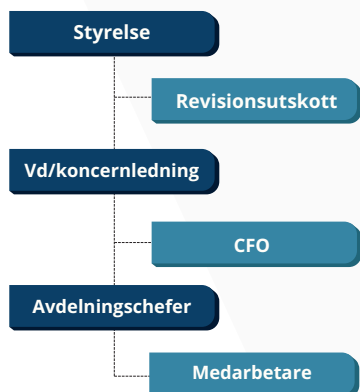 Styrelse
Revisionsutskott
Vd/koncernledning
CFO
Avdelningschefer
Medarbetare